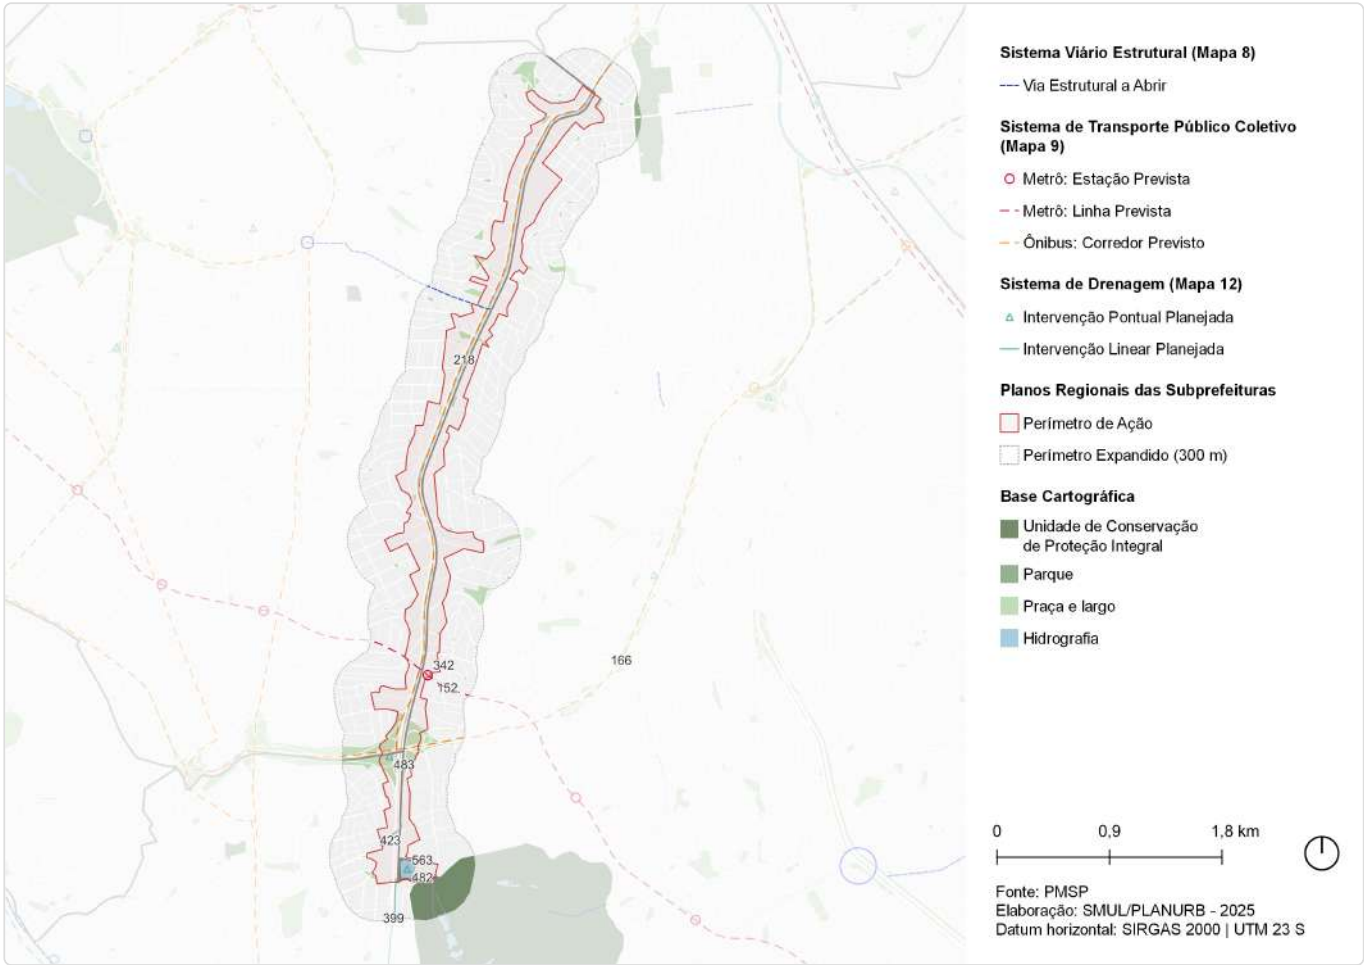 Sistema Viário Estrutural (Mapa 8)
Via Estrutural a Abrir
Sistema de Transporte Público Coletivo
(Mapa 9)
Metrô: Estação Prevista
Metrô: Linha Prevista
Ônibus: Corredor Previsto
Sistema de Drenagem (Mapa 12)
Intervenção Pontual Planejada
Intervenção Linear Planejada
Planos Regionais das Subprefeituras
Perímetro de Ação
Perímetro Expandido (300 m)
Base Cartográfica
Unidade de Conservação
de Proteção Integral
Parque
Praça e largo
Hidrografia
218
342
152
166
483
423
563
482
399
0 0,9 1,8 km
Fonte: PMSP
Elaboração: SMUL/PLANURB - 2025
Datum horizontal: SIRGAS 2000 | UTM 23 S